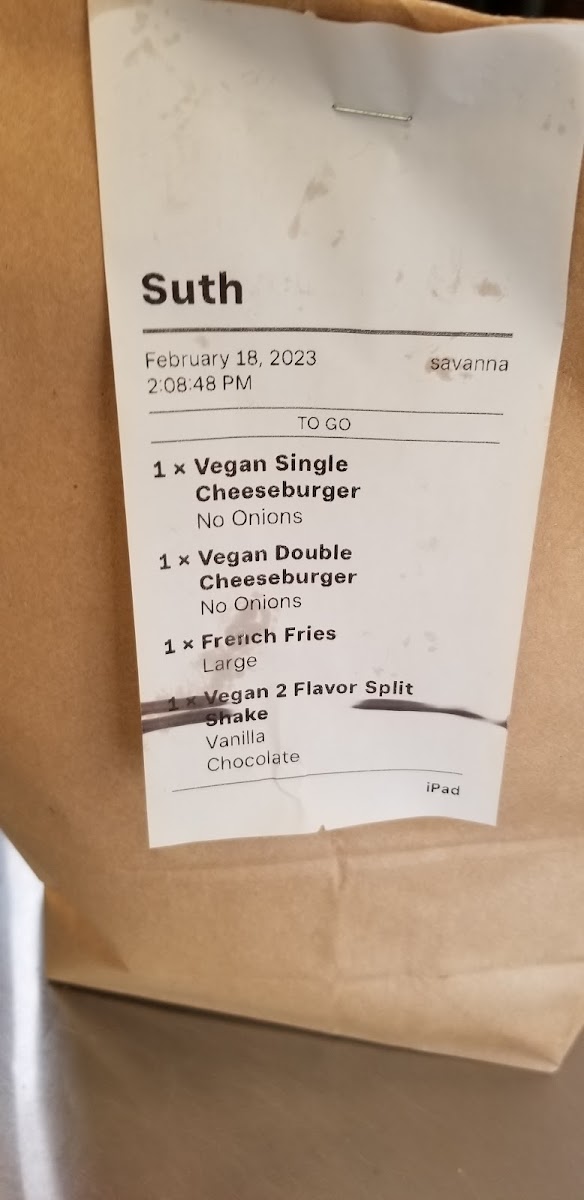 Suth
February 18, 2023 savanna
2:08:48 PM
TO GO
1 × Vegan Single
Cheeseburger
No Onions
1 × Vegan Double
Cheeseburger
No Onions
1 × French Fries
Large
1 × Vegan 2 Flavor Split
Shake
Vanilla
Chocolate
iPad